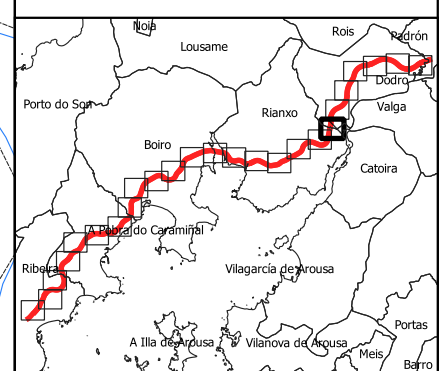 Noia
Rois
Padrón
Lousame
Dodro
Porto do Son
Rianxo
Valga
Boiro
Catoira
A Pobra do Caramiñal
Ribeira
Vilagarcía de Arousa
Portas
A Illa de Arousa
Vilanova de Arousa
Meis
Barro